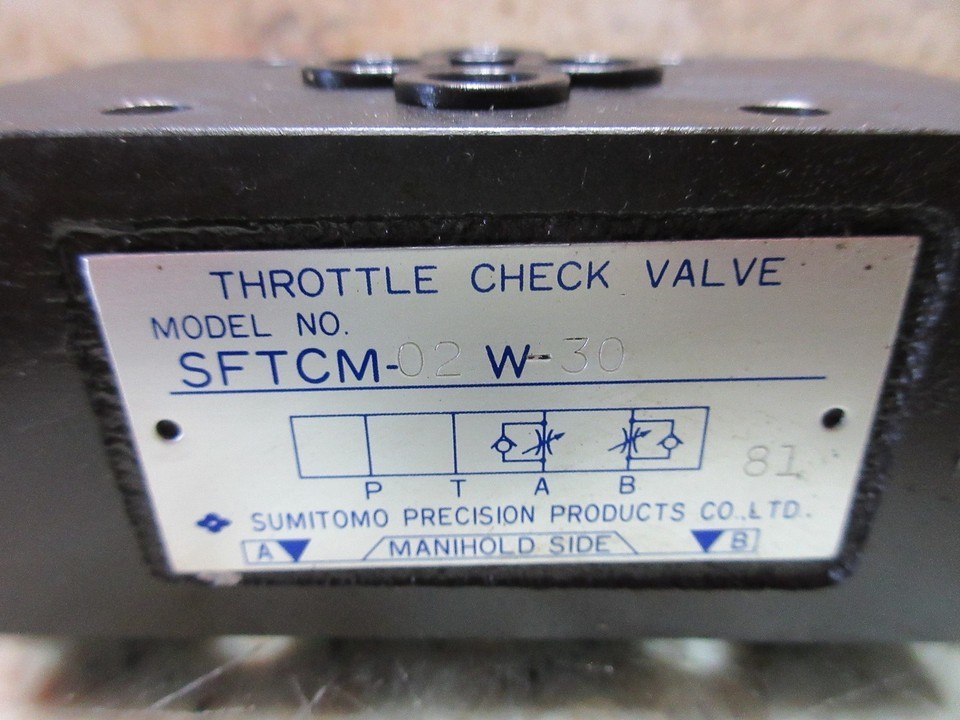 THROTTLE CHECK VALVE
MODEL NO.
SFTCM-02 W-30
81
P T A B
SUMITOMO PRECISION PRODUCTS CO.,LTD.
A MANIHOLD SIDE B